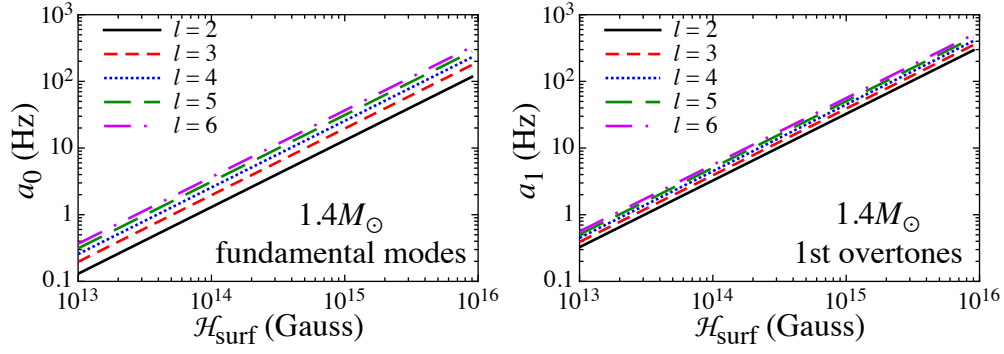 10³
10²
10
1
0.1
a₀ (Hz)
l = 2
l = 3
l = 4
l = 5
l = 6
1.4M☉
fundamental modes
10¹³ 10¹⁴ 10¹⁵ 10¹⁶
ℋsurf (Gauss)
10³
10²
10
1
0.1
a₁ (Hz)
l = 2
l = 3
l = 4
l = 5
l = 6
1.4M☉
1st overtones
10¹³ 10¹⁴ 10¹⁵ 10¹⁶
ℋsurf (Gauss)